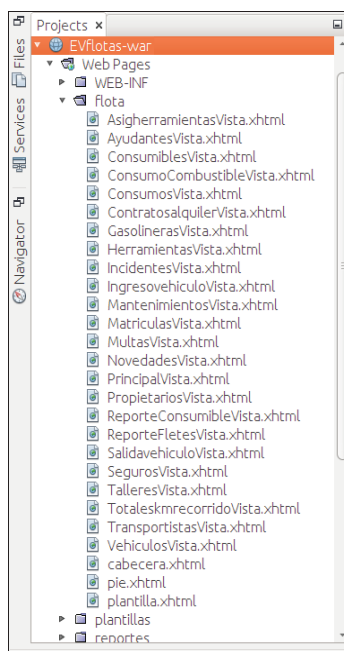 Projects
Files
Services
Navigator
EVflotas-war
Web Pages
WEB-INF
flota
AsigherramientasVista.xhtml
AyudantesVista.xhtml
ConsumiblesVista.xhtml
ConsumoCombustibleVista.xhtml
ConsumosVista.xhtml
ContratosalquilerVista.xhtml
GasolinerasVista.xhtml
HerramientasVista.xhtml
IncidentesVista.xhtml
IngresovehiculoVista.xhtml
MantenimientosVista.xhtml
MatriculasVista.xhtml
MultasVista.xhtml
NovedadesVista.xhtml
PrincipalVista.xhtml
PropietariosVista.xhtml
ReporteConsumibleVista.xhtml
ReporteFletesVista.xhtml
SalidavehiculoVista.xhtml
SegurosVista.xhtml
TalleresVista.xhtml
TotaleskmrecorridoVista.xhtml
TransportistasVista.xhtml
VehiculosVista.xhtml
cabecera.xhtml
pie.xhtml
plantilla.xhtml
plantillas
reportes